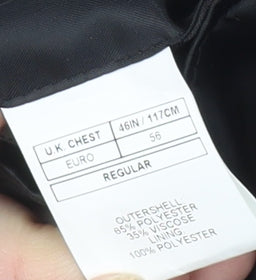 U.K. CHEST 46IN / 117CM
EURO 56
REGULAR
OUTERSHELL
65% POLYESTER
35% VISCOSE
LINING
100% POLYESTER